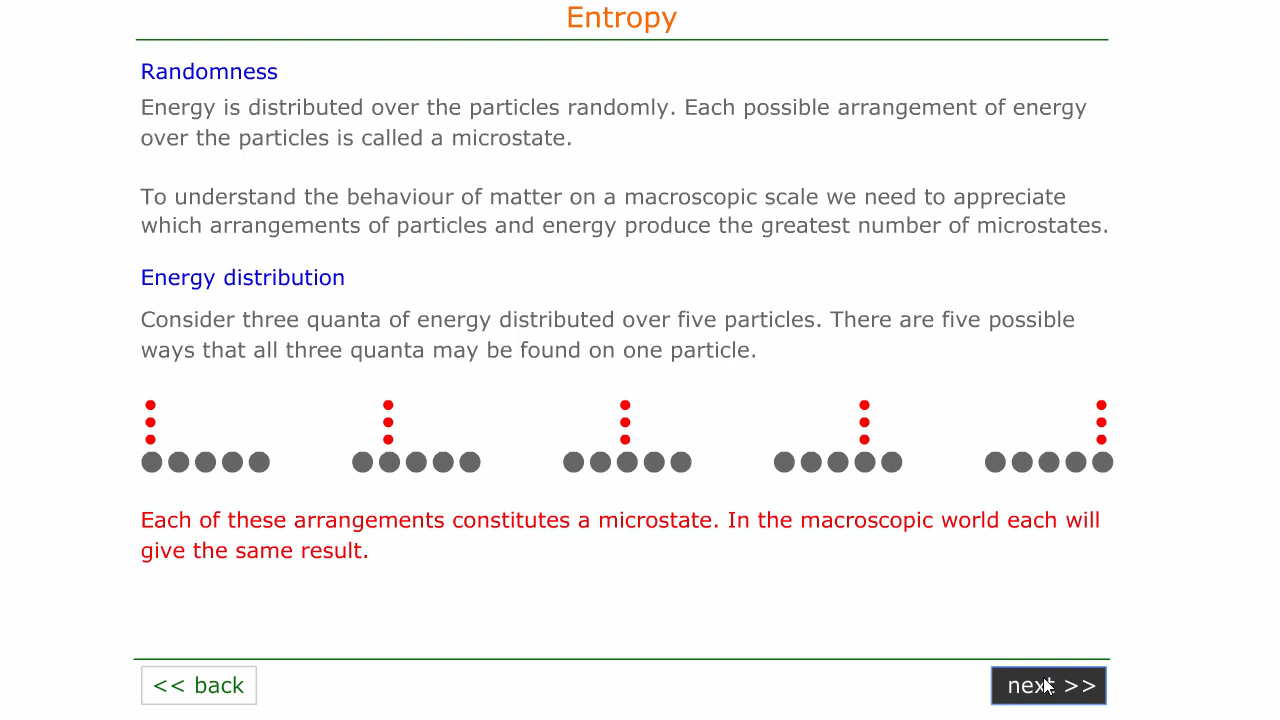 Entropy
Randomness
Energy is distributed over the particles randomly. Each possible arrangement of energy
over the particles is called a microstate.
To understand the behaviour of matter on a macroscopic scale we need to appreciate
which arrangements of particles and energy produce the greatest number of microstates.
Energy distribution
Consider three quanta of energy distributed over five particles. There are five possible
ways that all three quanta may be found on one particle.
Each of these arrangements constitutes a microstate. In the macroscopic world each will
give the same result.
<< back
next >>